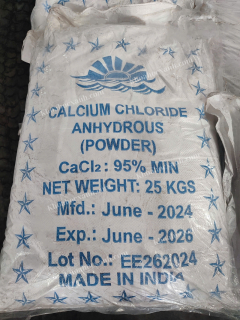 CALCIUM CHLORIDE
ANHYDROUS
(POWDER)
CaCl2 : 95% MIN
NET WEIGHT: 25 KGS
Mfd.: June - 2024
Exp.: June - 2026
Lot No.: EE262024
MADE IN INDIA